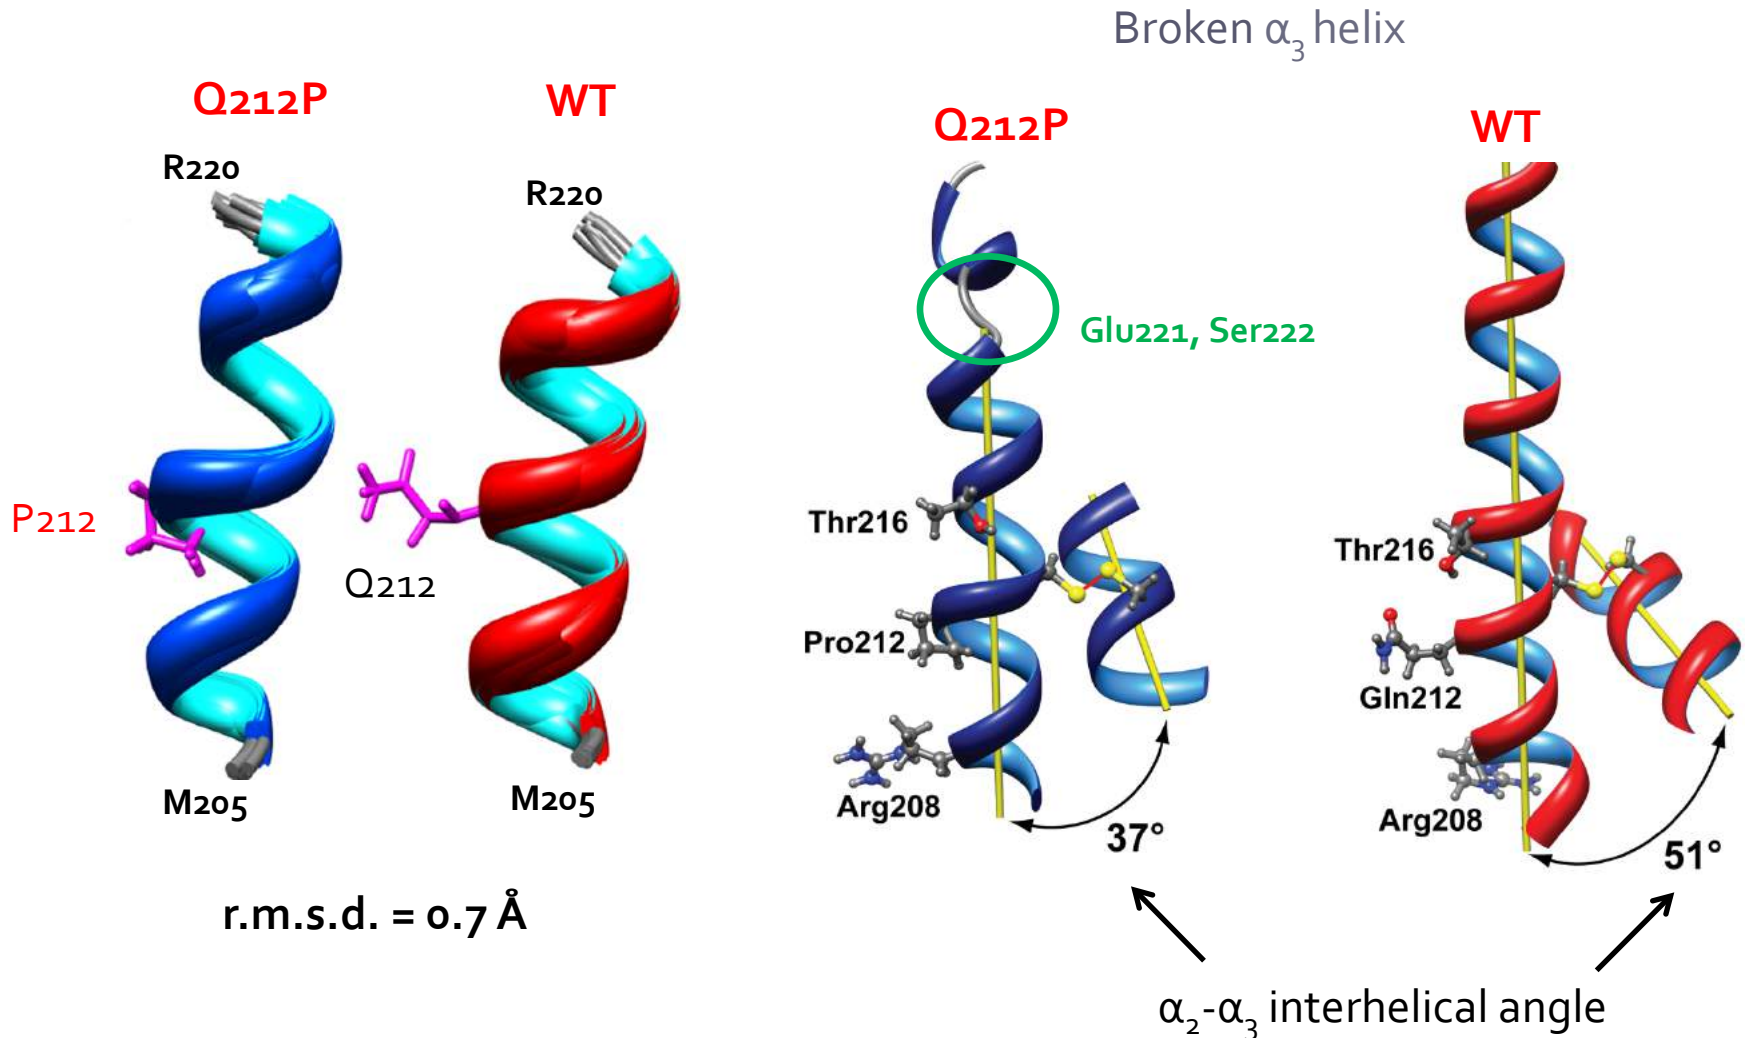 Broken α₃ helix
Q212P
WT
R220
R220
P212
Q212
M205
M205
r.m.s.d. = 0.7 Å
Q212P
WT
Glu221, Ser222
Thr216
Pro212
Arg208
37°
Thr216
Gln212
Arg208
51°
α₂-α₃ interhelical angle